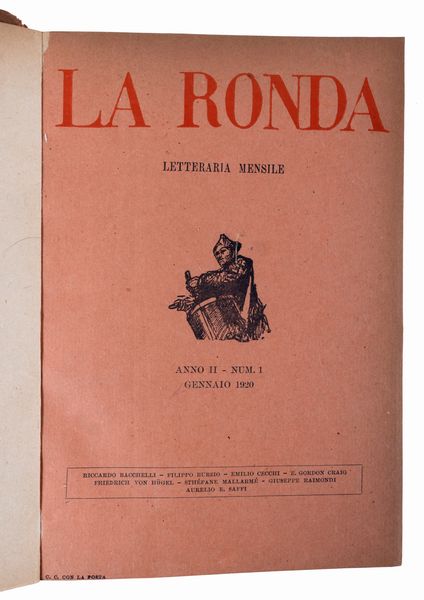 LA RONDA
LETTERARIA MENSILE
ANNO II - NUM. 1
GENNAIO 1920
RICCARDO BACCHELLI - FILIPPO BURZIO - EMILIO CECCHI - E. GORDON CRAIG
FRIEDRICH VON HÜGEL - STHÉFANE MALLARMÉ - GIUSEPPE RAIMONDI
AURELIO E. SAFFI
C. C. CON LA POSTA